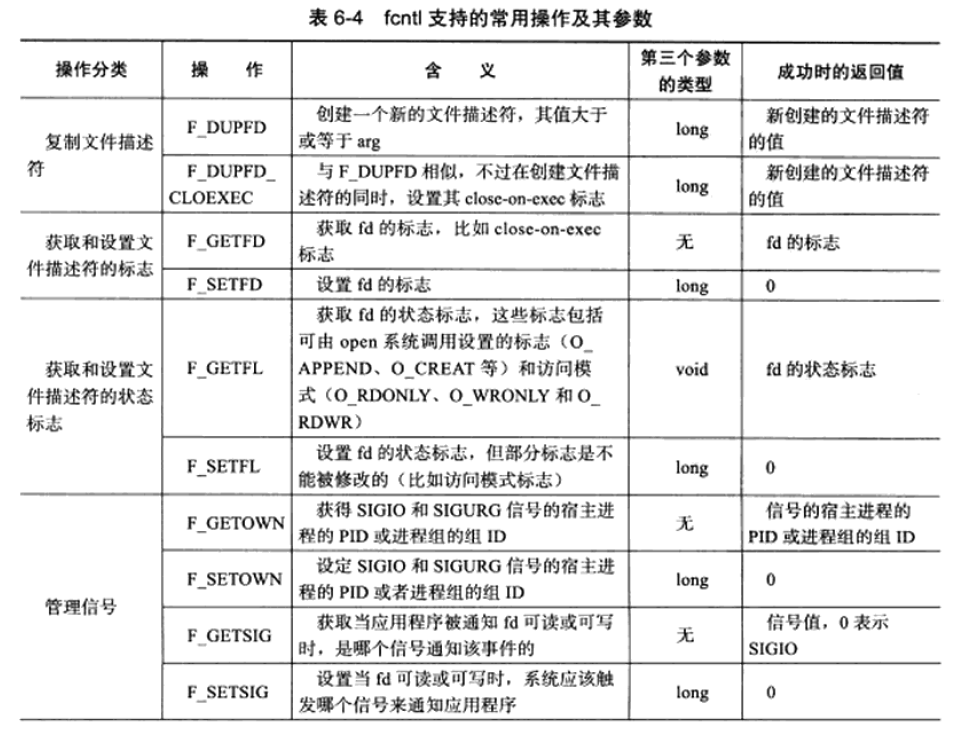 表 6-4 fcntl 支持的常用操作及其参数
操作分类
操 作
含 义
第三个参数
的类型
成功时的返回值
复制文件描述
符
F_DUPFD
创建一个新的文件描述符，其值大于
或等于 arg
long
新创建的文件描述符
的值
F_DUPFD_
CLOEXEC
与 F_DUPFD 相似，不过在创建文件描
述符的同时，设置其 close-on-exec 标志
long
新创建的文件描述符
的值
获取和设置文
件描述符的标志
F_GETFD
获取 fd 的标志，比如 close-on-exec
标志
无
fd 的标志
F_SETFD
设置 fd 的标志
long
0
获取和设置文
件描述符的状态
标志
F_GETFL
获取 fd 的状态标志，这些标志包括
可由 open 系统调用设置的标志（O_
APPEND、O_CREAT 等）和访问模
式（O_RDONLY、O_WRONLY 和 O_
RDWR）
void
fd 的状态标志
F_SETFL
设置 fd 的状态标志，但部分标志是不
能被修改的（比如访问模式标志）
long
0
管理信号
F_GETOWN
获得 SIGIO 和 SIGURG 信号的宿主进
程的 PID 或进程组的组 ID
无
信号的宿主进程的
PID 或进程组的组 ID
F_SETOWN
设定 SIGIO 和 SIGURG 信号的宿主进
程的 PID 或者进程组的组 ID
long
0
F_GETSIG
获取当应用程序被通知 fd 可读或可写
时，是哪个信号通知该事件的
无
信号值，0 表示
SIGIO
F_SETSIG
设置当 fd 可读或可写时，系统应该触
发哪个信号来通知应用程序
long
0